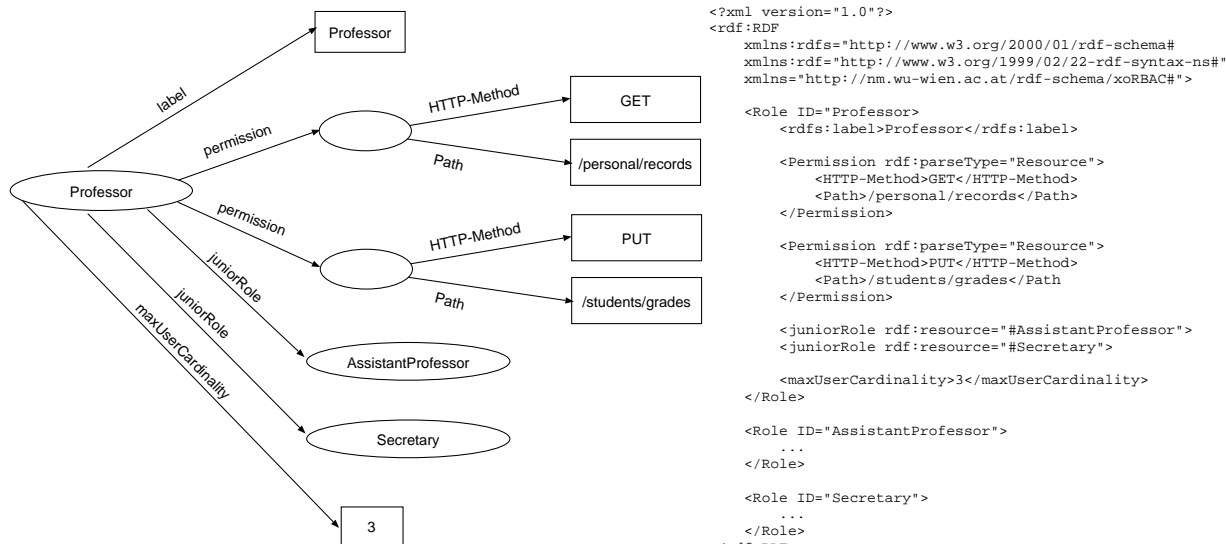 Professor
label
HTTP-Method
GET
permission
Path
/personal/records
Professor
permission
HTTP-Method
PUT
Path
/students/grades
juniorRole
juniorRole
maxUserCardinality
AssistantProfessor
Secretary
3
<?xml version="1.0"?>
<rdf:RDF
xmlns:rdfs="http://www.w3.org/2000/01/rdf-schema#
xmlns:rdf="http://www.w3.org/1999/02/22-rdf-syntax-ns#"
xmlns="http://nm.wu-wien.ac.at/rdf-schema/xoRBAC#">
<Role ID="Professor>
<rdfs:label>Professor</rdfs:label>
<Permission rdf:parseType="Resource">
<HTTP-Method>GET</HTTP-Method>
<Path>/personal/records</Path>
</Permission>
<Permission rdf:parseType="Resource">
<HTTP-Method>PUT</HTTP-Method>
<Path>/students/grades</Path
</Permission>
<juniorRole rdf:resource="#AssistantProfessor">
<juniorRole rdf:resource="#Secretary">
<maxUserCardinality>3</maxUserCardinality>
</Role>
<Role ID="AssistantProfessor">
...
</Role>
<Role ID="Secretary">
...
</Role>